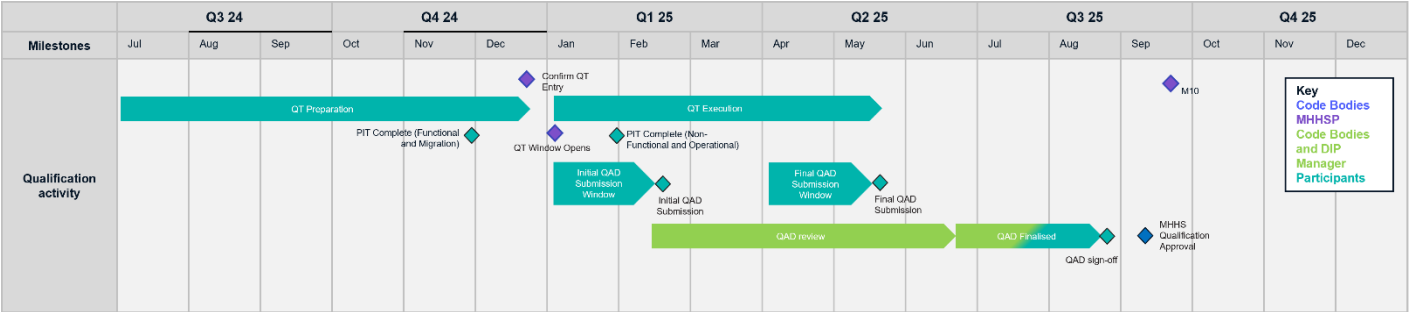 Q3 24
Q4 24
Q1 25
Q2 25
Q3 25
Q4 25
Milestones
Jul
Aug
Sep
Oct
Nov
Dec
Jan
Feb
Mar
Apr
May
Jun
Jul
Aug
Sep
Oct
Nov
Dec
Qualification
activity
Confirm QT
Entry
M10
QT Preparation
QT Execution
PIT Complete (Functional
and Migration)
QT Window Opens
PIT Complete (Non-
Functional and Operational)
Initial QAD
Submission
Window
Initial QAD
Submission
Final QAD
Submission
Window
Final QAD
Submission
QAD review
QAD Finalised
QAD sign-off
MHHS
Qualification
Approval
Key
Code Bodies
MHHSP
Code Bodies
and DIP
Manager
Participants